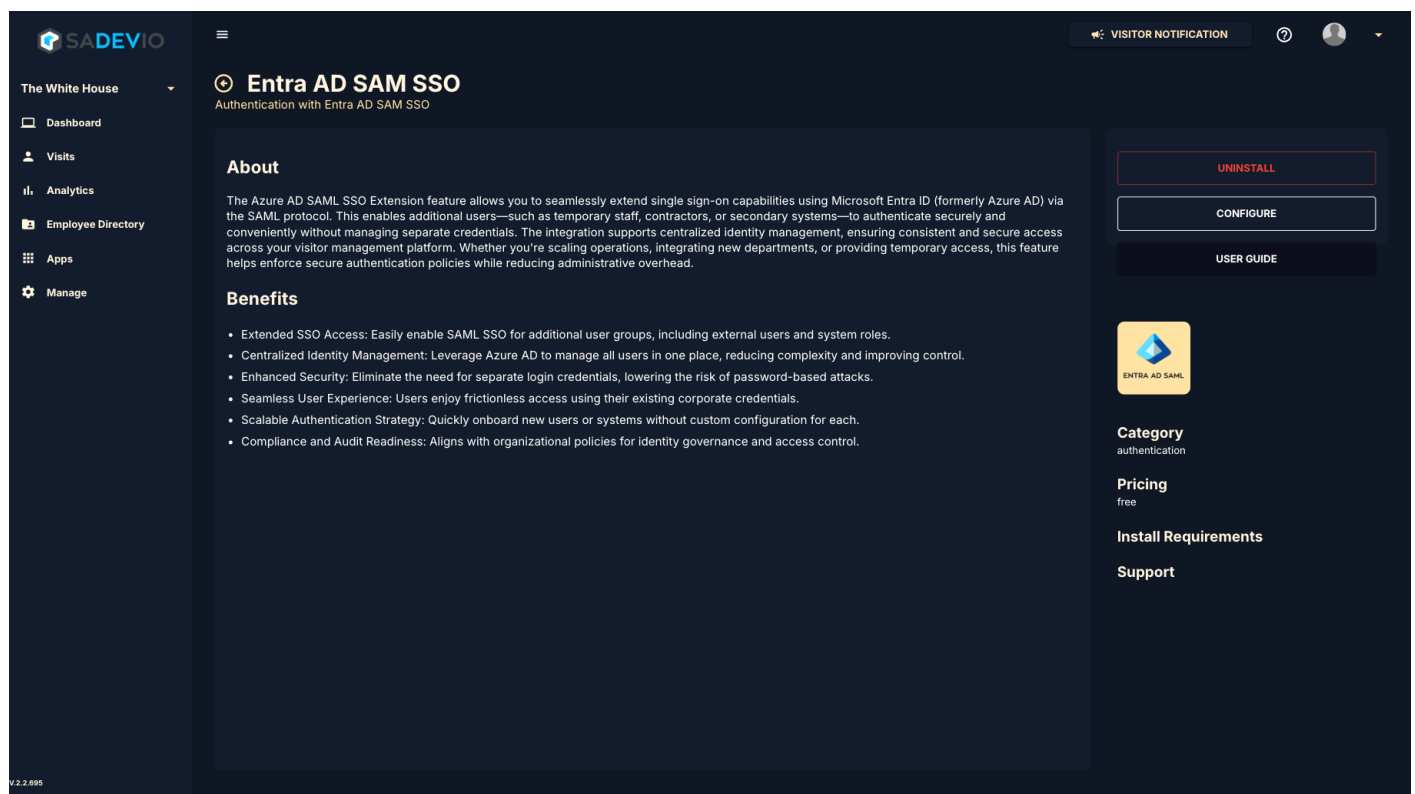 SADEVIO
VISITOR NOTIFICATION
The White House
Dashboard
Visits
Analytics
Employee Directory
Apps
Manage
V.2.2.695
Entra AD SAM SSO
Authentication with Entra AD SAM SSO
About
The Azure AD SAML SSO Extension feature allows you to seamlessly extend single sign-on capabilities using Microsoft Entra ID (formerly Azure AD) via
the SAML protocol. This enables additional users—such as temporary staff, contractors, or secondary systems—to authenticate securely and
conveniently without managing separate credentials. The integration supports centralized identity management, ensuring consistent and secure access
across your visitor management platform. Whether you're scaling operations, integrating new departments, or providing temporary access, this feature
helps enforce secure authentication policies while reducing administrative overhead.
Benefits
• Extended SSO Access: Easily enable SAML SSO for additional user groups, including external users and system roles.
• Centralized Identity Management: Leverage Azure AD to manage all users in one place, reducing complexity and improving control.
• Enhanced Security: Eliminate the need for separate login credentials, lowering the risk of password-based attacks.
• Seamless User Experience: Users enjoy frictionless access using their existing corporate credentials.
• Scalable Authentication Strategy: Quickly onboard new users or systems without custom configuration for each.
• Compliance and Audit Readiness: Aligns with organizational policies for identity governance and access control.
UNINSTALL
CONFIGURE
USER GUIDE
ENTRA AD SAML
Category
authentication
Pricing
free
Install Requirements
Support